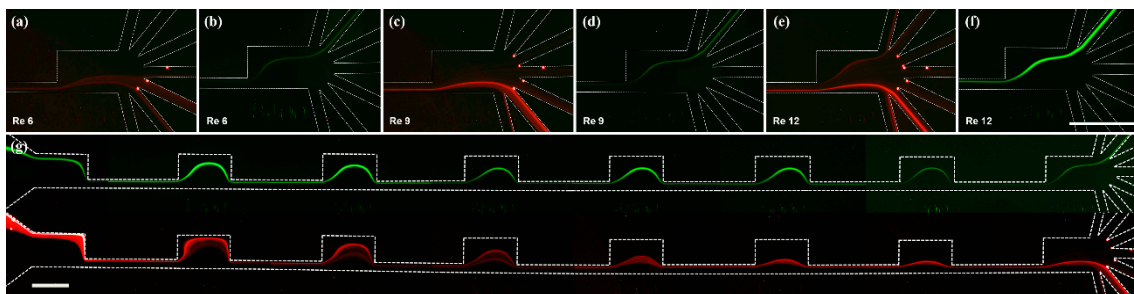 (a) (b) (c) (d) (e) (f)
Re 6 Re 6 Re 9 Re 9 Re 12 Re 12
(g)